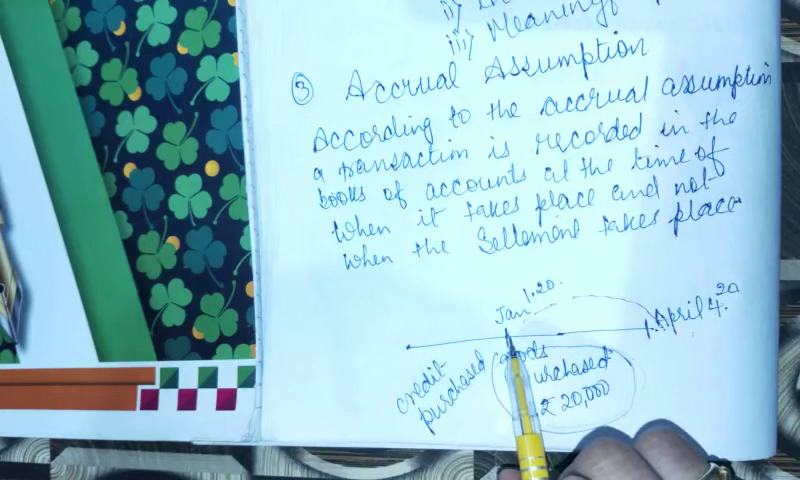 ii)
iii) Meaning
③ Accrual Assumption
According to the accrual assumption
a transaction is recorded in the
books of accounts at the time of
when it takes place and not
when the Settlement takes place
Jan 1.20.
April 4.20
credit purchased
goods purchased
₹ 20,000